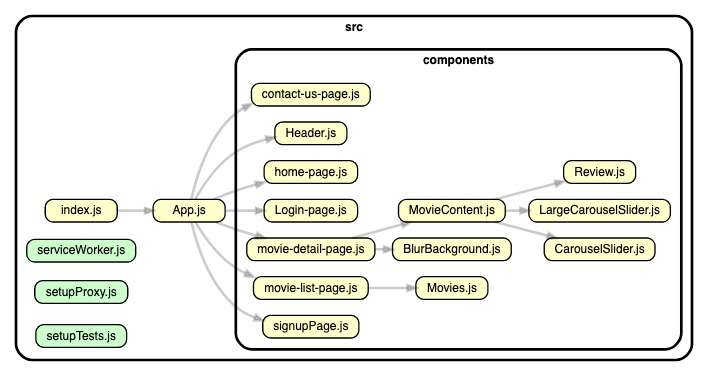 src
components
contact-us-page.js
Header.js
home-page.js
Review.js
index.js
App.js
Login-page.js
MovieContent.js
LargeCarouselSlider.js
serviceWorker.js
movie-detail-page.js
BlurBackground.js
CarouselSlider.js
setupProxy.js
movie-list-page.js
Movies.js
setupTests.js
signupPage.js